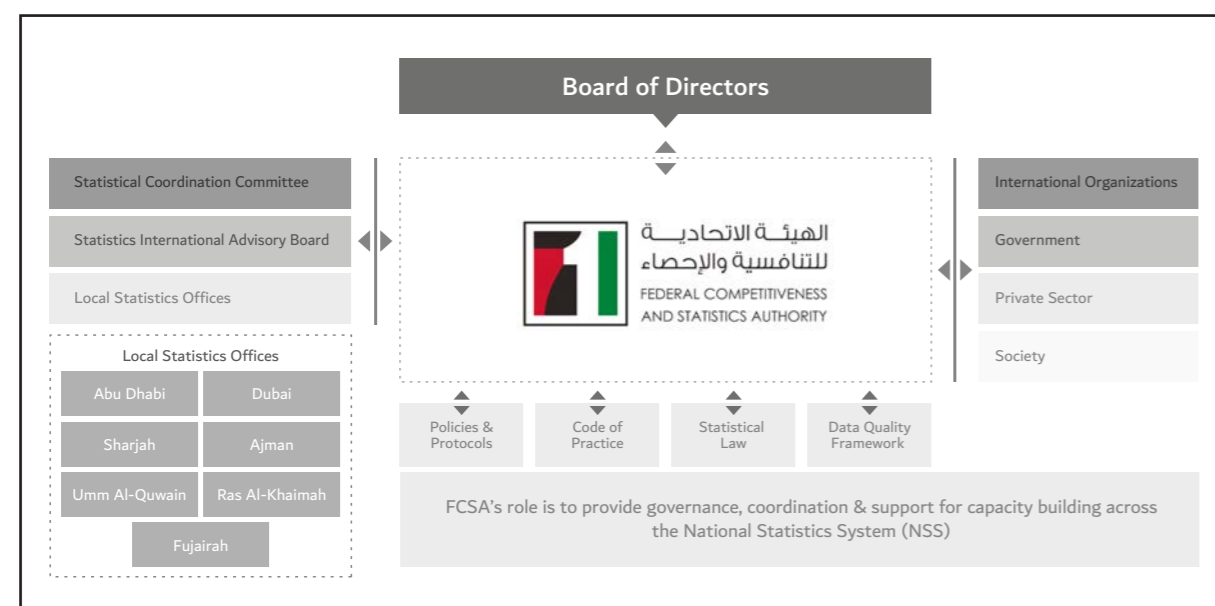 Board of Directors
Statistical Coordination Committee
Statistics International Advisory Board
Local Statistics Offices
Local Statistics Offices
Abu Dhabi
Dubai
Sharjah
Ajman
Umm Al-Quwain
Ras Al-Khaimah
Fujairah
الهيئــة الاتحاديــــة
للتنافسية والإحصاء
FEDERAL COMPETITIVENESS
AND STATISTICS AUTHORITY
International Organizations
Government
Private Sector
Society
Policies &
Protocols
Code of
Practice
Statistical
Law
Data Quality
Framework
FCSA’s role is to provide governance, coordination & support for capacity building across
the National Statistics System (NSS)